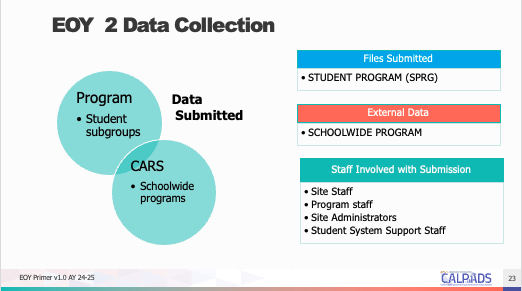 EOY 2 Data Collection
Program
• Student
subgroups
Data
Submitted
CARS
• Schoolwide
programs
Files Submitted
• STUDENT PROGRAM (SPRG)
External Data
• SCHOOLWIDE PROGRAM
Staff Involved with Submission
• Site Staff
• Program staff
• Site Administrators
• Student System Support Staff
EOY Primer v1.0 AY 24-25
CALPADS
23